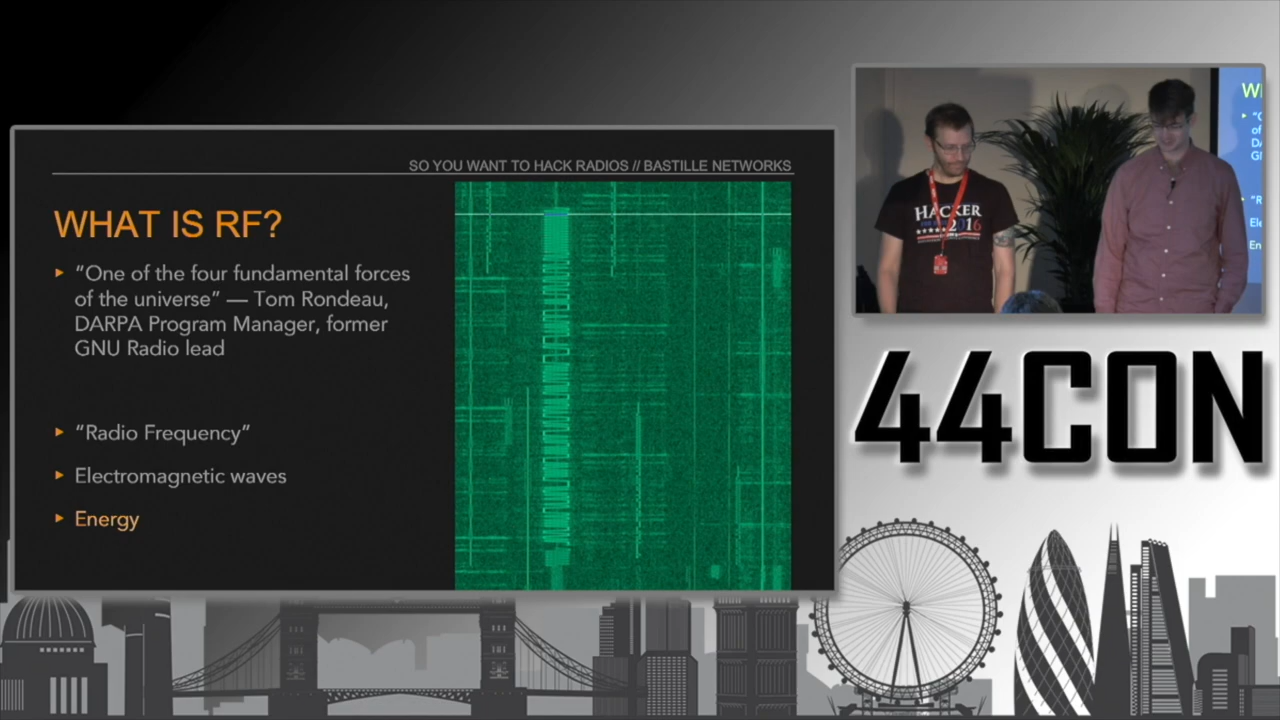 SO YOU WANT TO HACK RADIOS // BASTILLE NETWORKS
WHAT IS RF?
“One of the four fundamental forces
of the universe” — Tom Rondeau,
DARPA Program Manager, former
GNU Radio lead
“Radio Frequency”
Electromagnetic waves
Energy
HACKER
2016
44CON